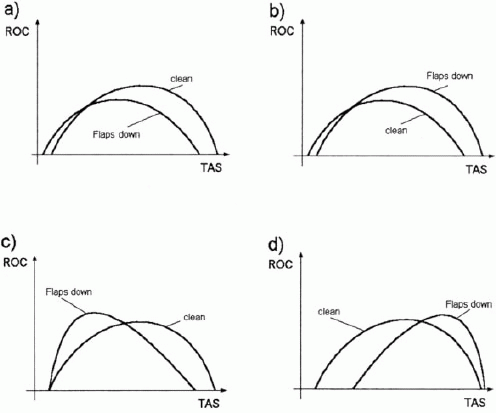 a)
ROC
clean
Flaps down
TAS
b)
ROC
Flaps down
clean
TAS
c)
ROC
Flaps down
clean
TAS
d)
ROC
clean
Flaps down
TAS